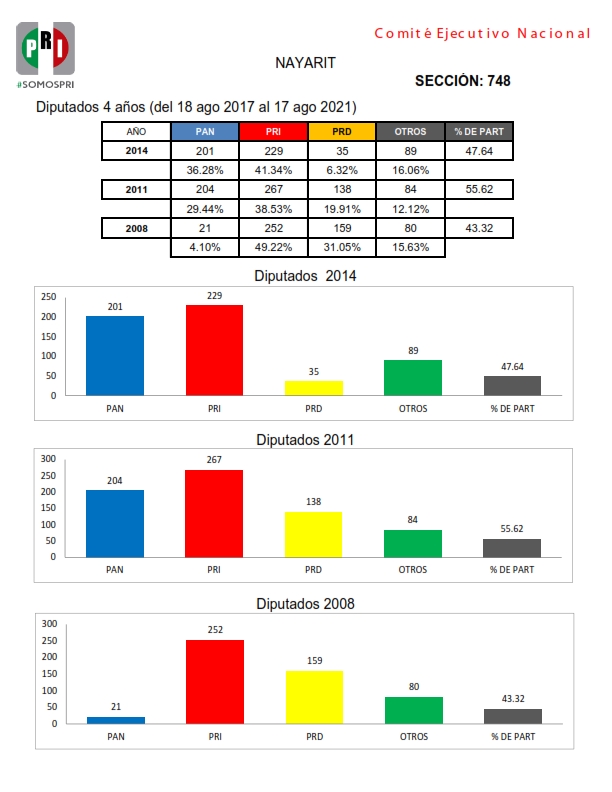 Comité Ejecutivo Nacional
PRI
#SOMOSPRI
NAYARIT
SECCIÓN: 748
Diputados 4 años (del 18 ago 2017 al 17 ago 2021)
AÑO PAN PRI PRD OTROS % DE PART
2014 201 229 35 89 47.64
36.28% 41.34% 6.32% 16.06%
2011 204 267 138 84 55.62
29.44% 38.53% 19.91% 12.12%
2008 21 252 159 80 43.32
4.10% 49.22% 31.05% 15.63%
Diputados 2014
250
200
150
100
50
0
201 229 35 89 47.64
PAN PRI PRD OTROS % DE PART
Diputados 2011
300
250
200
150
100
50
0
204 267 138 84 55.62
PAN PRI PRD OTROS % DE PART
Diputados 2008
300
250
200
150
100
50
0
21 252 159 80 43.32
PAN PRI PRD OTROS % DE PART